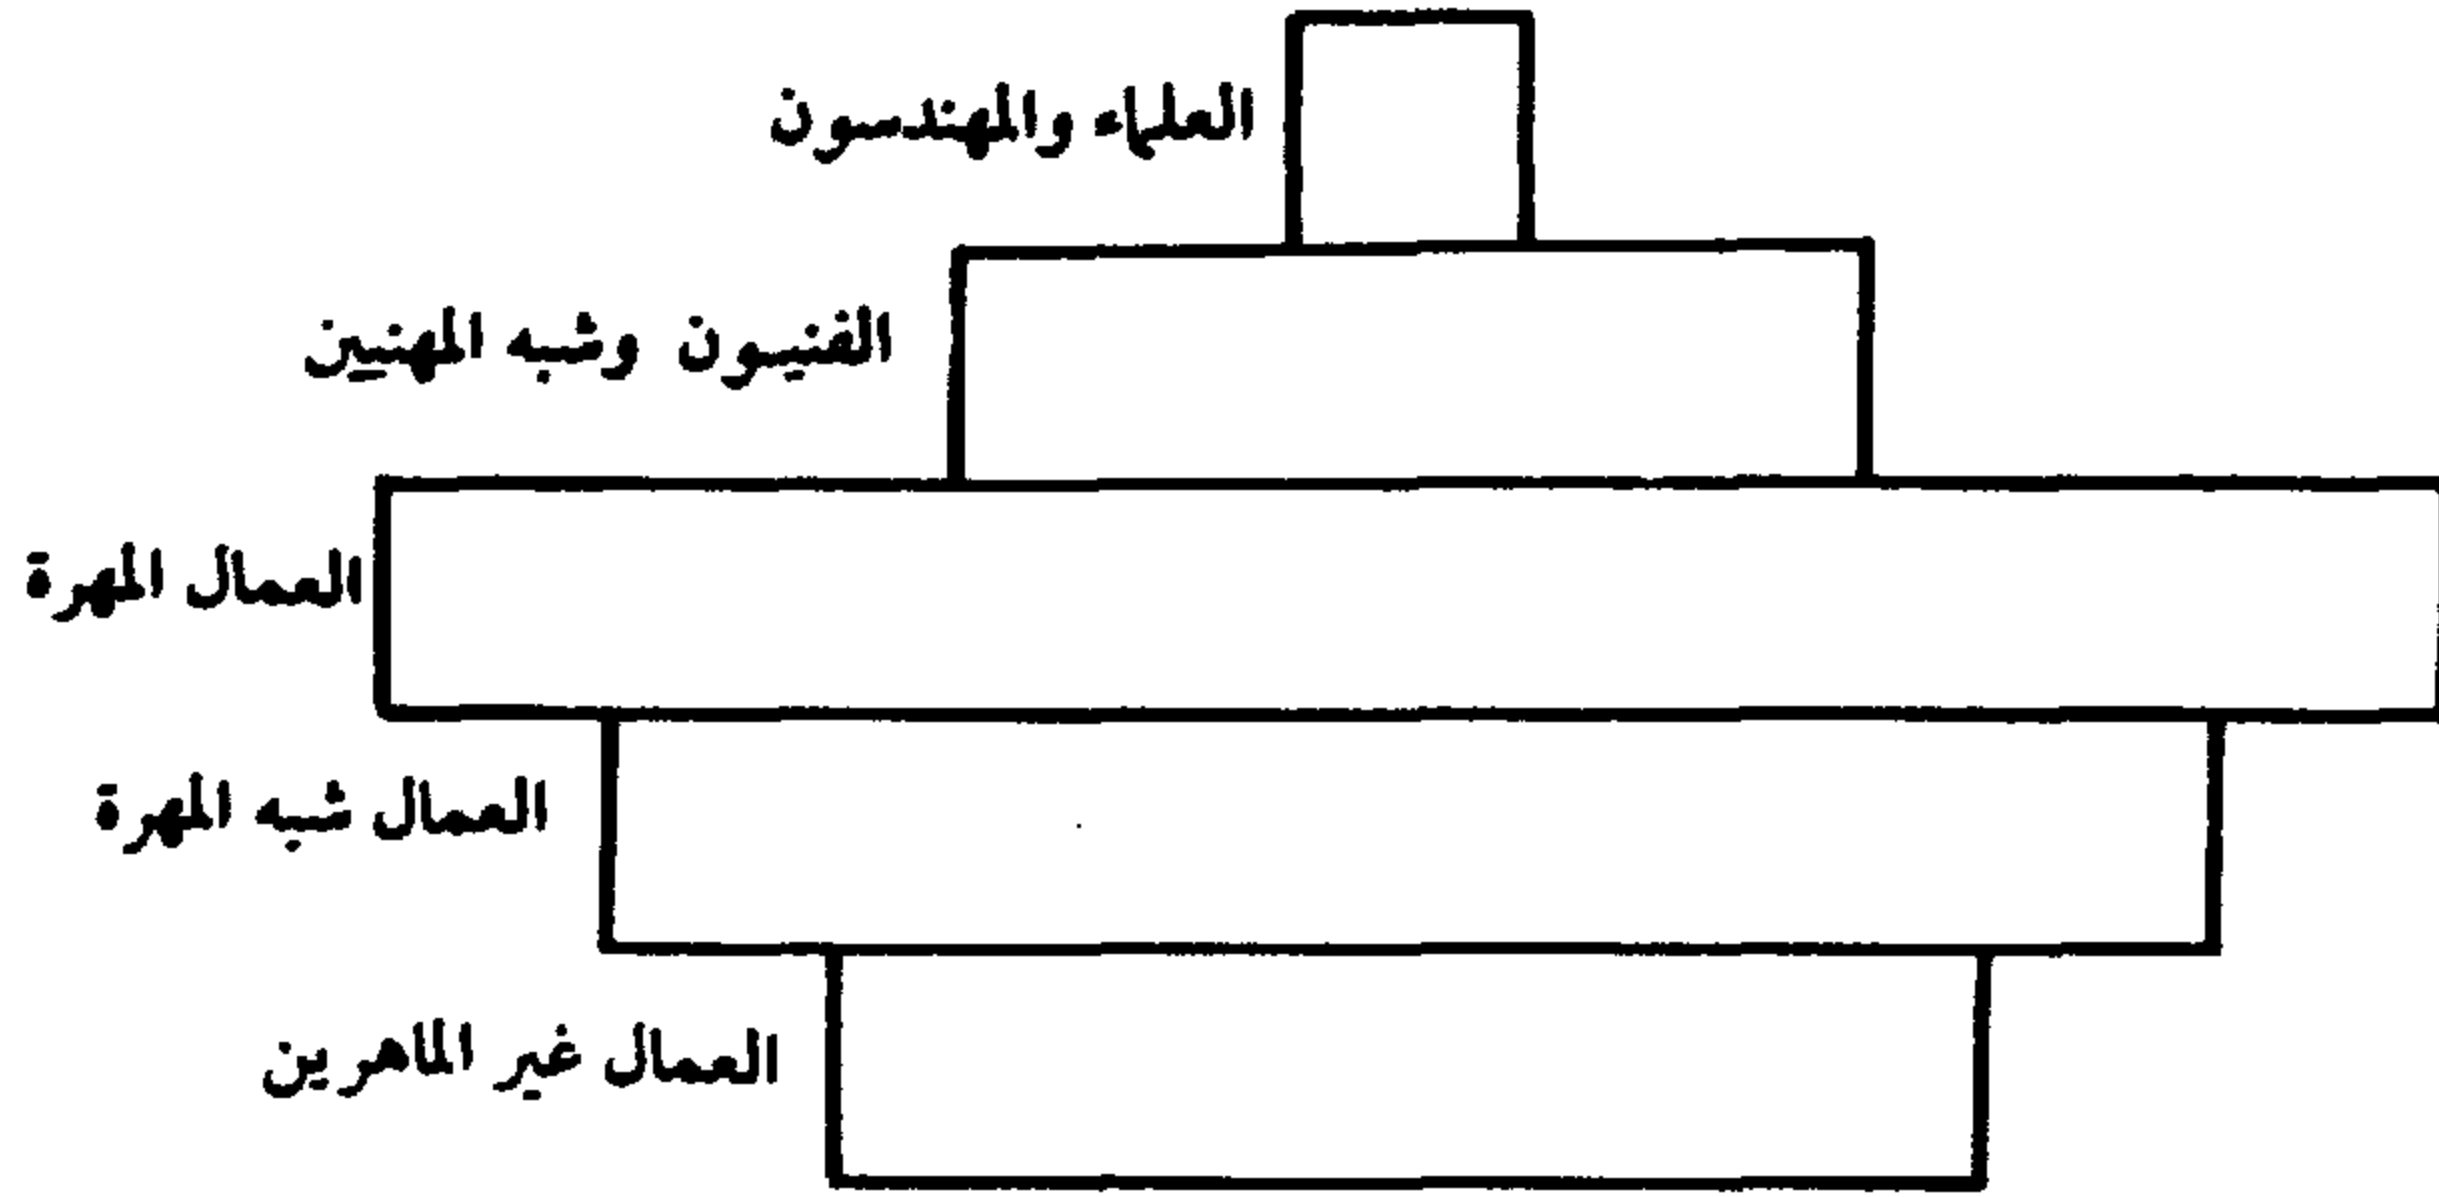 العلماء والمهندسون
الفنيون وشبه المهنيين
العمال المهرة
العمال شبه المهرة
العمال غير الماهرين